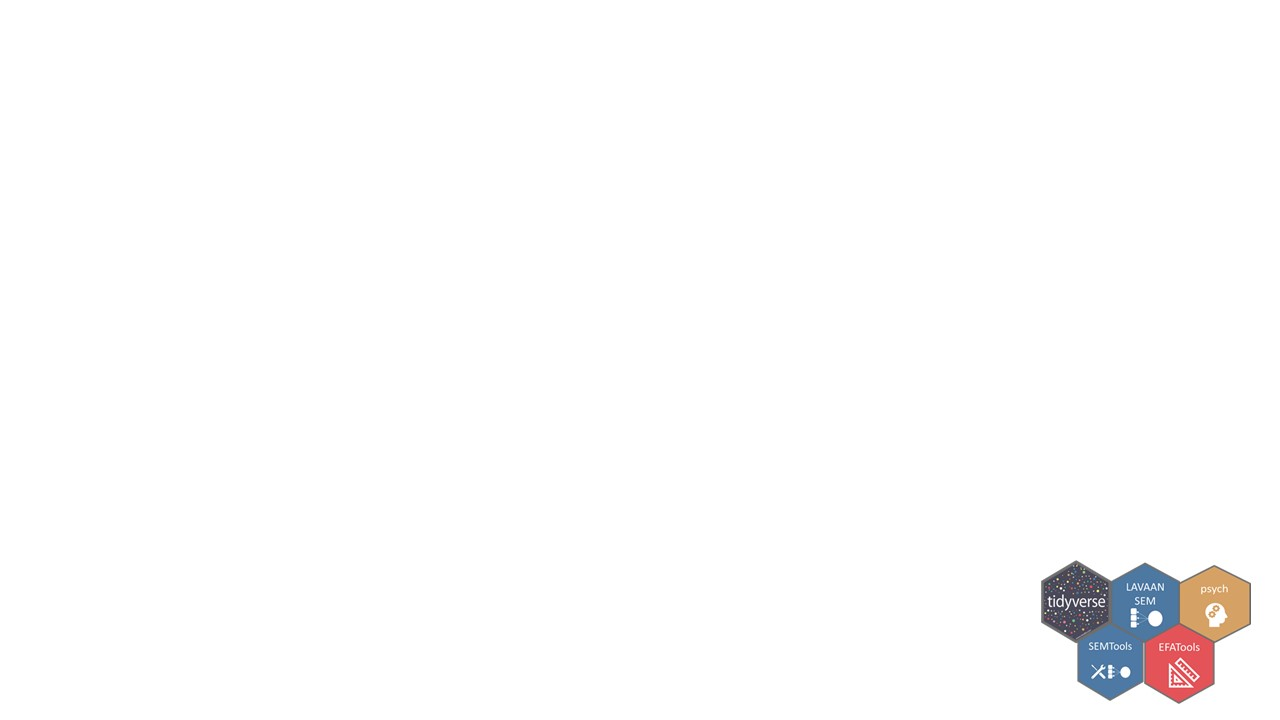 tidyverse
LAVAAN
SEM
psych
SEMTools
EFATools